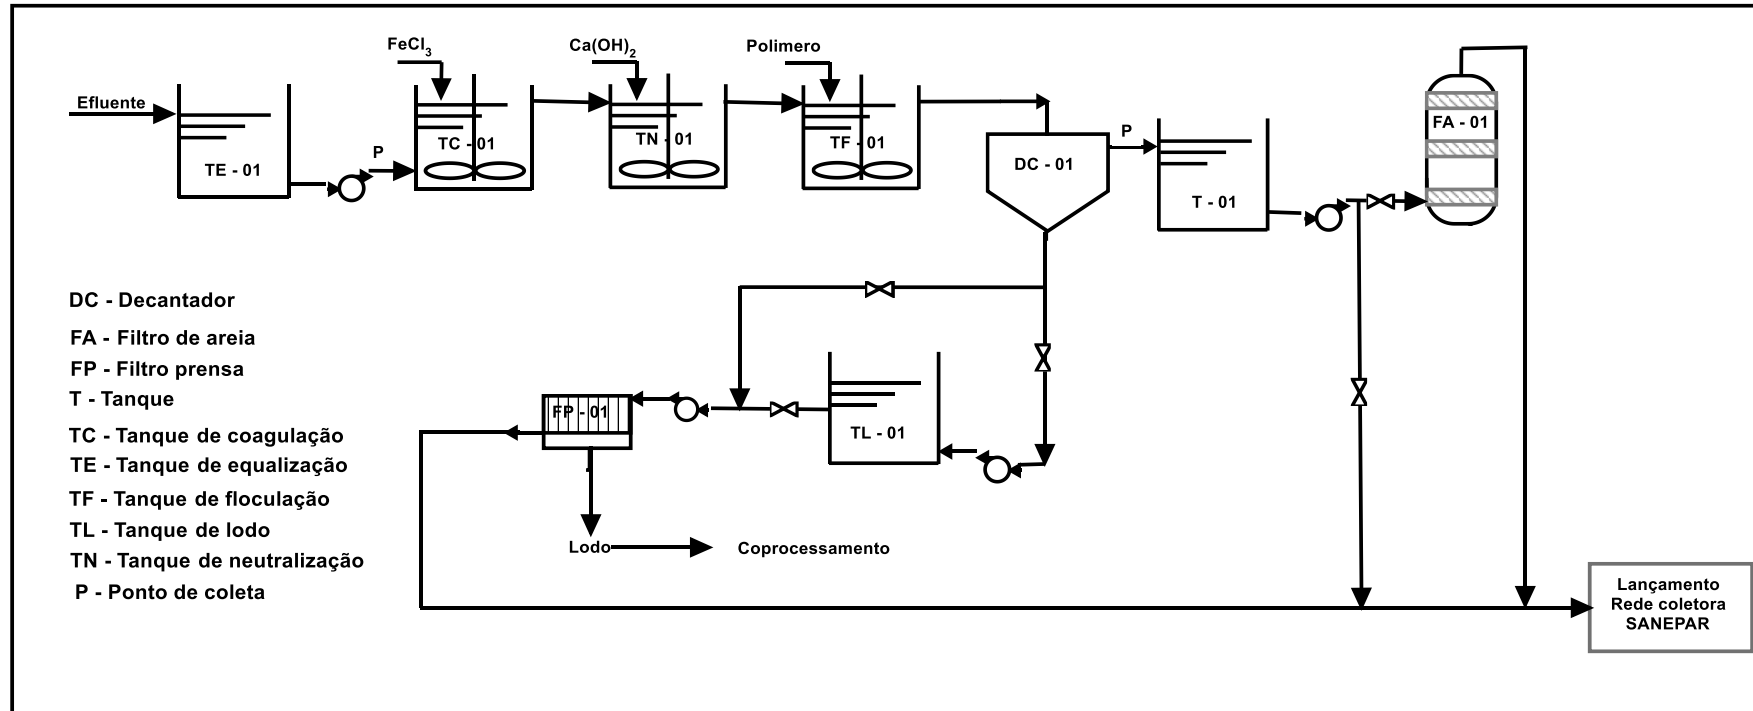 FeCl3
Ca(OH)2
Polimero
Efluente
P
TE - 01
TC - 01
TN - 01
TF - 01
DC - 01
P
T - 01
FA - 01
DC - Decantador
FA - Filtro de areia
FP - Filtro prensa
T - Tanque
TC - Tanque de coagulação
TE - Tanque de equalização
TF - Tanque de floculação
TL - Tanque de lodo
TN - Tanque de neutralização
P - Ponto de coleta
FP - 01
TL - 01
Lodo
Coprocessamento
Lançamento
Rede coletora
SANEPAR